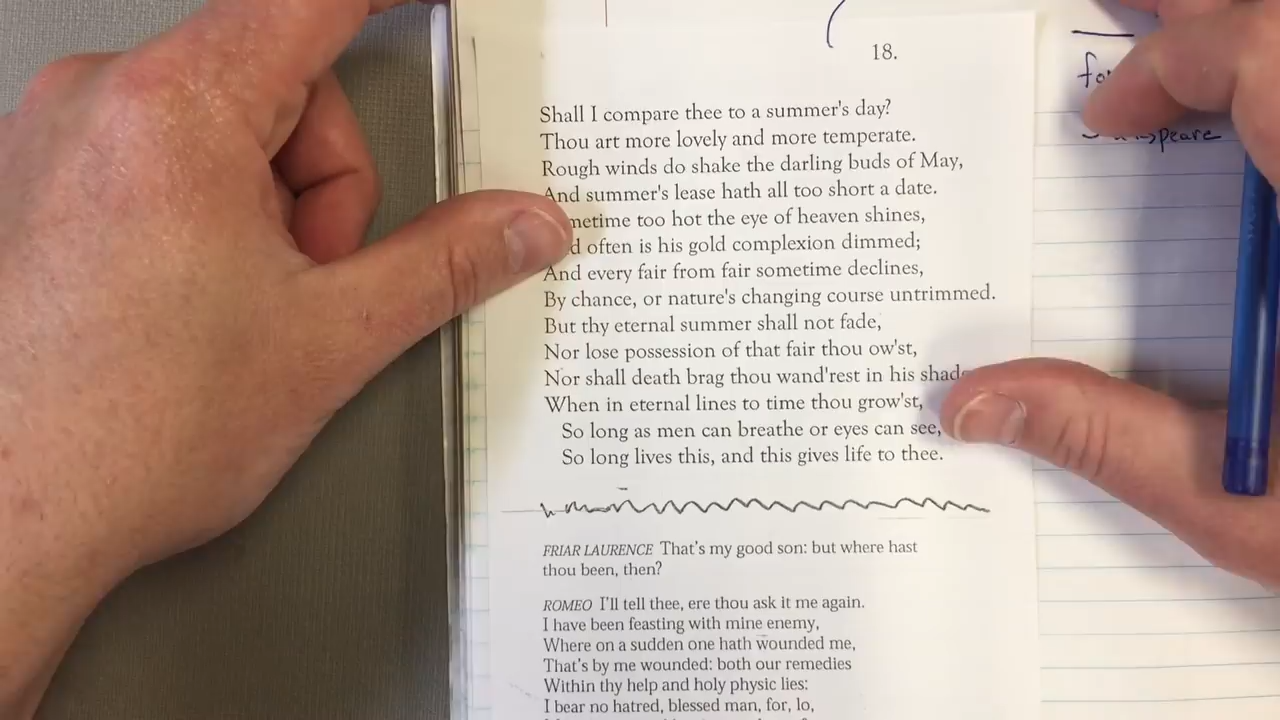 18.
Shall I compare thee to a summer's day?
Thou art more lovely and more temperate.
Rough winds do shake the darling buds of May,
And summer's lease hath all too short a date.
metime too hot the eye of heaven shines,
d often is his gold complexion dimmed;
And every fair from fair sometime declines,
By chance, or nature's changing course untrimmed.
But thy eternal summer shall not fade,
Nor lose possession of that fair thou ow'st,
Nor shall death brag thou wand'rest in his shad
When in eternal lines to time thou grow'st,
So long as men can breathe or eyes can see,
So long lives this, and this gives life to thee.
FRIAR LAURENCE That's my good son: but where hast
thou been, then?
ROMEO I'll tell thee, ere thou ask it me again.
I have been feasting with mine enemy,
Where on a sudden one hath wounded me,
That's by me wounded: both our remedies
Within thy help and holy physic lies:
I bear no hatred, blessed man, for, lo,
fo
speare